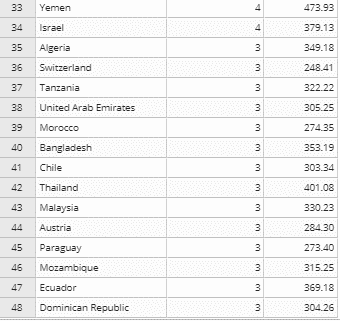 33 Yemen 4 473.93
34 Israel 4 379.13
35 Algeria 3 349.18
36 Switzerland 3 248.41
37 Tanzania 3 322.22
38 United Arab Emirates 3 305.25
39 Morocco 3 274.35
40 Bangladesh 3 353.19
41 Chile 3 303.34
42 Thailand 3 401.08
43 Malaysia 3 330.23
44 Austria 3 284.30
45 Paraguay 3 273.40
46 Mozambique 3 315.25
47 Ecuador 3 369.18
48 Dominican Republic 3 304.26